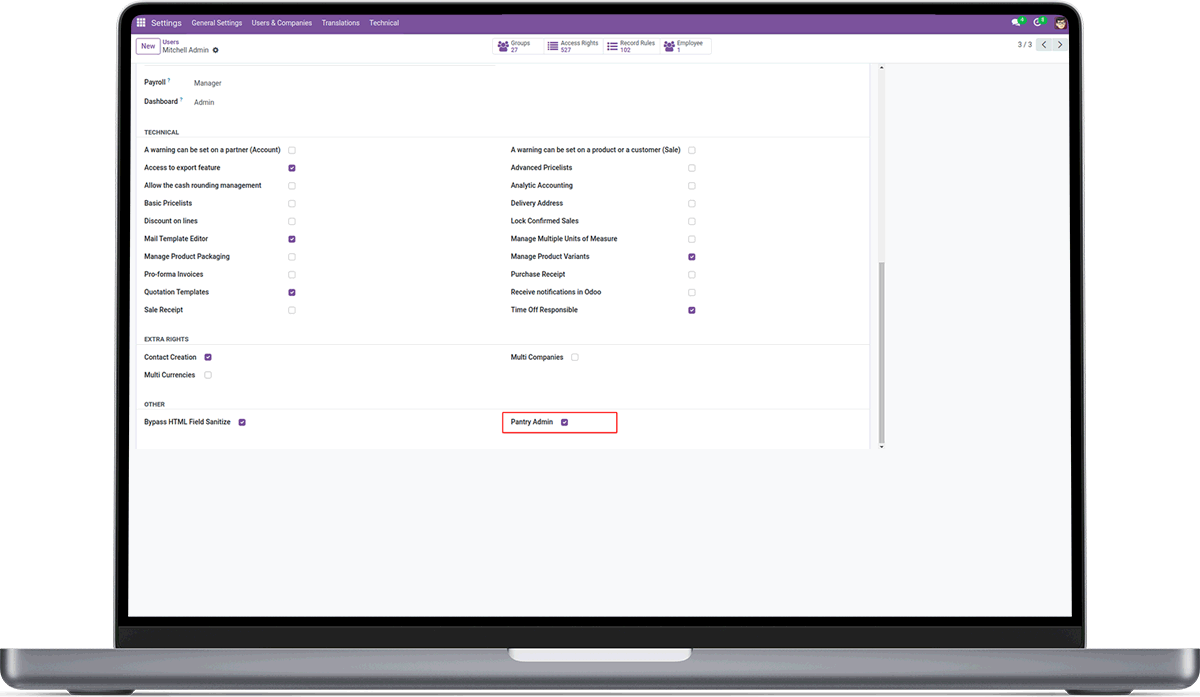 Settings General Settings Users & Companies Translations Technical 4 8
New Users Groups Access Rights Record Rules Employee
Mitchell Admin 27 527 102 1 3 / 3
Payroll ? Manager
Dashboard ? Admin
TECHNICAL
A warning can be set on a partner (Account) A warning can be set on a product or a customer (Sale)
Access to export feature Advanced Pricelists
Allow the cash rounding management Analytic Accounting
Basic Pricelists Delivery Address
Discount on lines Lock Confirmed Sales
Mail Template Editor Manage Multiple Units of Measure
Manage Product Packaging Manage Product Variants
Pro-forma Invoices Purchase Receipt
Quotation Templates Receive notifications in Odoo
Sale Receipt Time Off Responsible
EXTRA RIGHTS
Contact Creation Multi Companies
Multi Currencies
OTHER
Bypass HTML Field Sanitize Pantry Admin